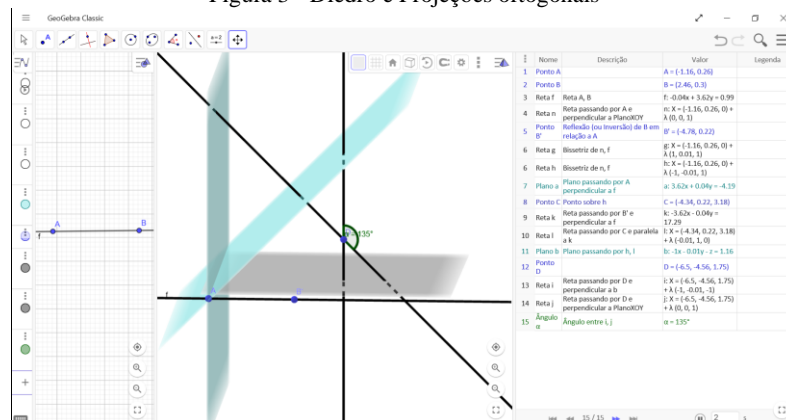 Figura 3 - Diedro e Projeções ortogonais
GeoGebra Classic
A
B
f
α = 135°
f
A
B
Nome Descrição Valor Legenda
1 Ponto A A = (-1.16, 0.26)
2 Ponto B B = (2.46, 0.3)
3 Reta f Reta A, B f: -0.04x + 3.62y = 0.99
4 Reta n Reta passando por A e perpendicular a PlanoXOY n: X = (-1.16, 0.26, 0) + λ (0, 0, 1)
5 Ponto B' Reflexão (ou Inversão) de B em relação a A B' = (-4.78, 0.22)
6 Reta g Bissetriz de n, f g: X = (-1.16, 0.26, 0) + λ (1, 0.01, 1)
6 Reta h Bissetriz de n, f h: X = (-1.16, 0.26, 0) + λ (-1, -0.01, 1)
7 Plano a Plano passando por A perpendicular a f a: 3.62x + 0.04y = -4.19
8 Ponto C Ponto sobre h C = (-4.34, 0.22, 3.18)
9 Reta k Reta passando por B' e perpendicular a f k: -3.62x - 0.04y = 17.29
10 Reta l Reta passando por C e paralela a k l: X = (-4.34, 0.22, 3.18) + λ (-0.01, 1, 0)
11 Plano b Plano passando por h, l b: -1x - 0.01y - z = 1.16
12 Ponto D D = (-6.5, -4.56, 1.75)
13 Reta i Reta passando por D e perpendicular a b i: X = (-6.5, -4.56, 1.75) + λ (-1, -0.01, -1)
14 Reta j Reta passando por D e perpendicular a PlanoXOY j: X = (-6.5, -4.56, 1.75) + λ (0, 0, 1)
15 Ângulo α Ângulo entre i, j α = 135°
15 / 15 2 s